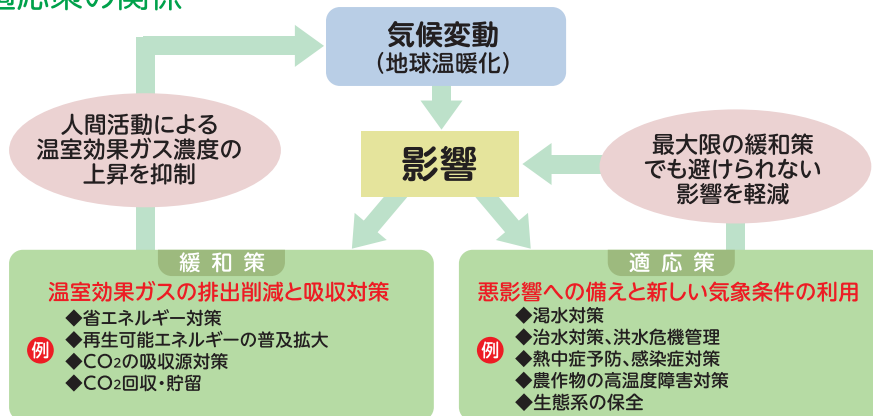 適応策の関係
気候変動
(地球温暖化)
人間活動による
温室効果ガス濃度の
上昇を抑制
影響
最大限の緩和策
でも避けられない
影響を軽減
緩和策
温室効果ガスの排出削減と吸収対策
例
◆省エネルギー対策
◆再生可能エネルギーの普及拡大
◆CO2の吸収源対策
◆CO2回収・貯留
適応策
悪影響への備えと新しい気象条件の利用
例
◆渇水対策
◆治水対策、洪水危機管理
◆熱中症予防、感染症対策
◆農作物の高温度障害対策
◆生態系の保全